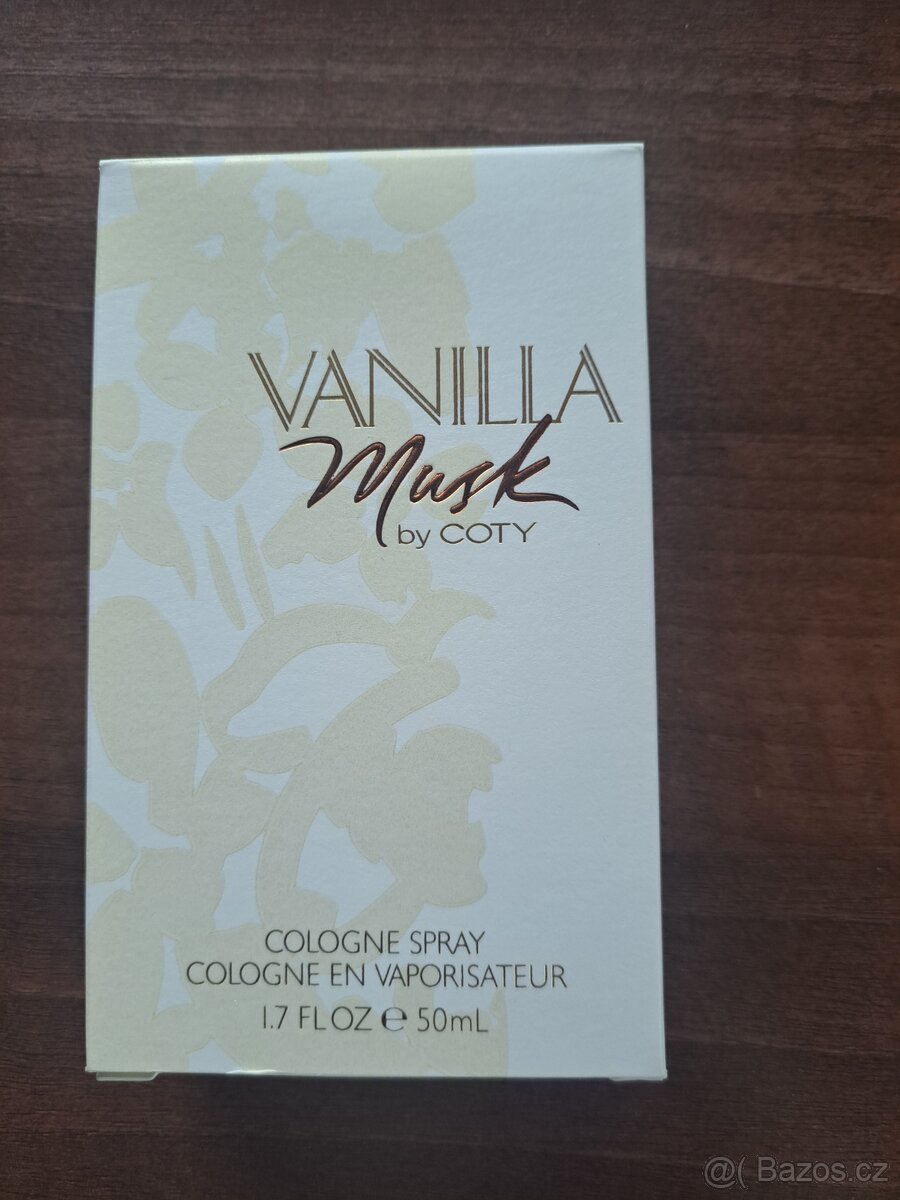 VANILLA
Musk
by COTY
COLOGNE SPRAY
COLOGNE EN VAPORISATEUR
1.7 FL OZ ℮ 50mL
@( Bazos.cz